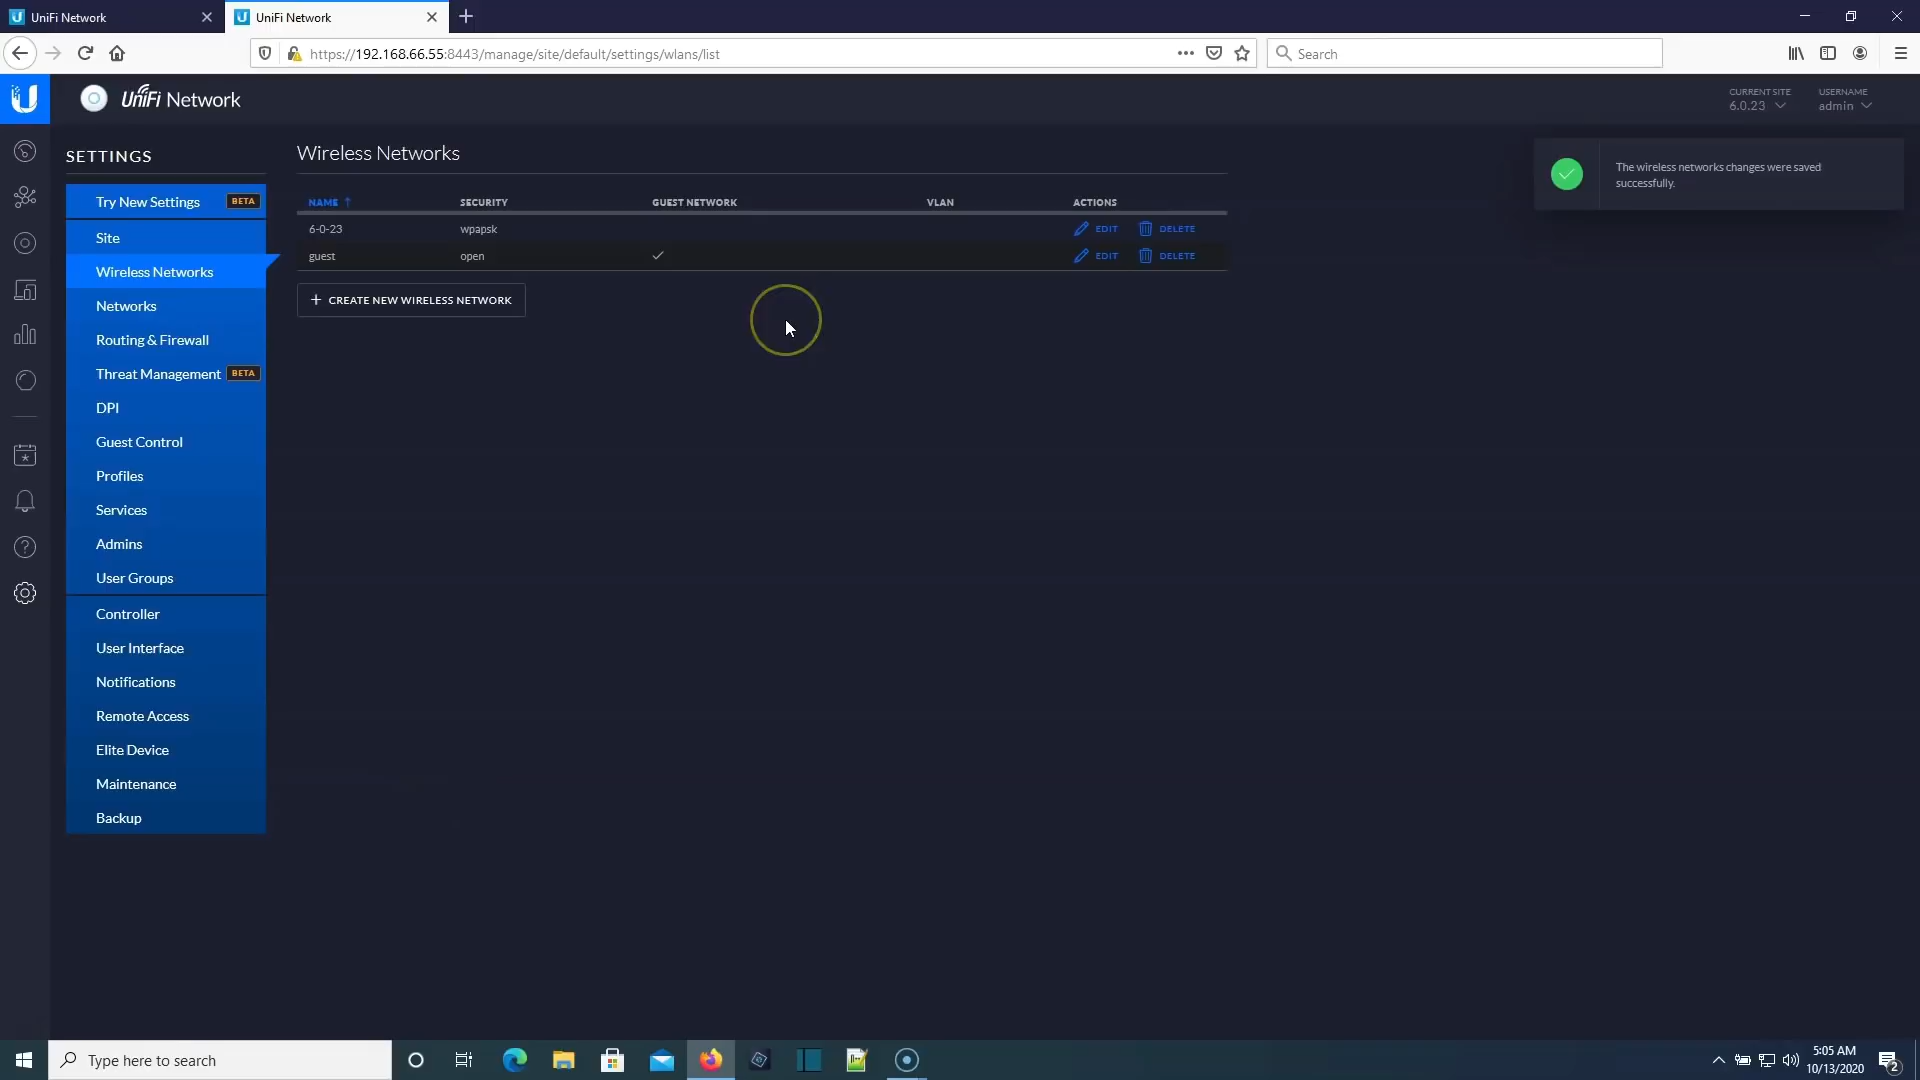 UniFi Network
UniFi Network
https://192.168.66.55:8443/manage/site/default/settings/wlans/list
Search
UniFi Network
CURRENT SITE
6.0.23
USERNAME
admin
SETTINGS
Try New Settings BETA
Site
Wireless Networks
Networks
Routing & Firewall
Threat Management BETA
DPI
Guest Control
Profiles
Services
Admins
User Groups
Controller
User Interface
Notifications
Remote Access
Elite Device
Maintenance
Backup
Wireless Networks
NAME SECURITY GUEST NETWORK VLAN ACTIONS
6-0-23 wpapsk EDIT DELETE
guest open EDIT DELETE
CREATE NEW WIRELESS NETWORK
The wireless networks changes were saved
successfully.
Type here to search
5:05 AM
10/13/2020
2